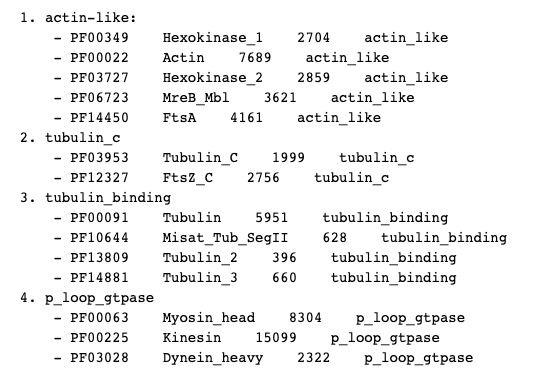 1. actin-like:
- PF00349 Hexokinase_1 2704 actin_like
- PF00022 Actin 7689 actin_like
- PF03727 Hexokinase_2 2859 actin_like
- PF06723 MreB_Mbl 3621 actin_like
- PF14450 FtsA 4161 actin_like
2. tubulin_c
- PF03953 Tubulin_C 1999 tubulin_c
- PF12327 FtsZ_C 2756 tubulin_c
3. tubulin_binding
- PF00091 Tubulin 5951 tubulin_binding
- PF10644 Misat_Tub_SegII 628 tubulin_binding
- PF13809 Tubulin_2 396 tubulin_binding
- PF14881 Tubulin_3 660 tubulin_binding
4. p_loop_gtpase
- PF00063 Myosin_head 8304 p_loop_gtpase
- PF00225 Kinesin 15099 p_loop_gtpase
- PF03028 Dynein_heavy 2322 p_loop_gtpase